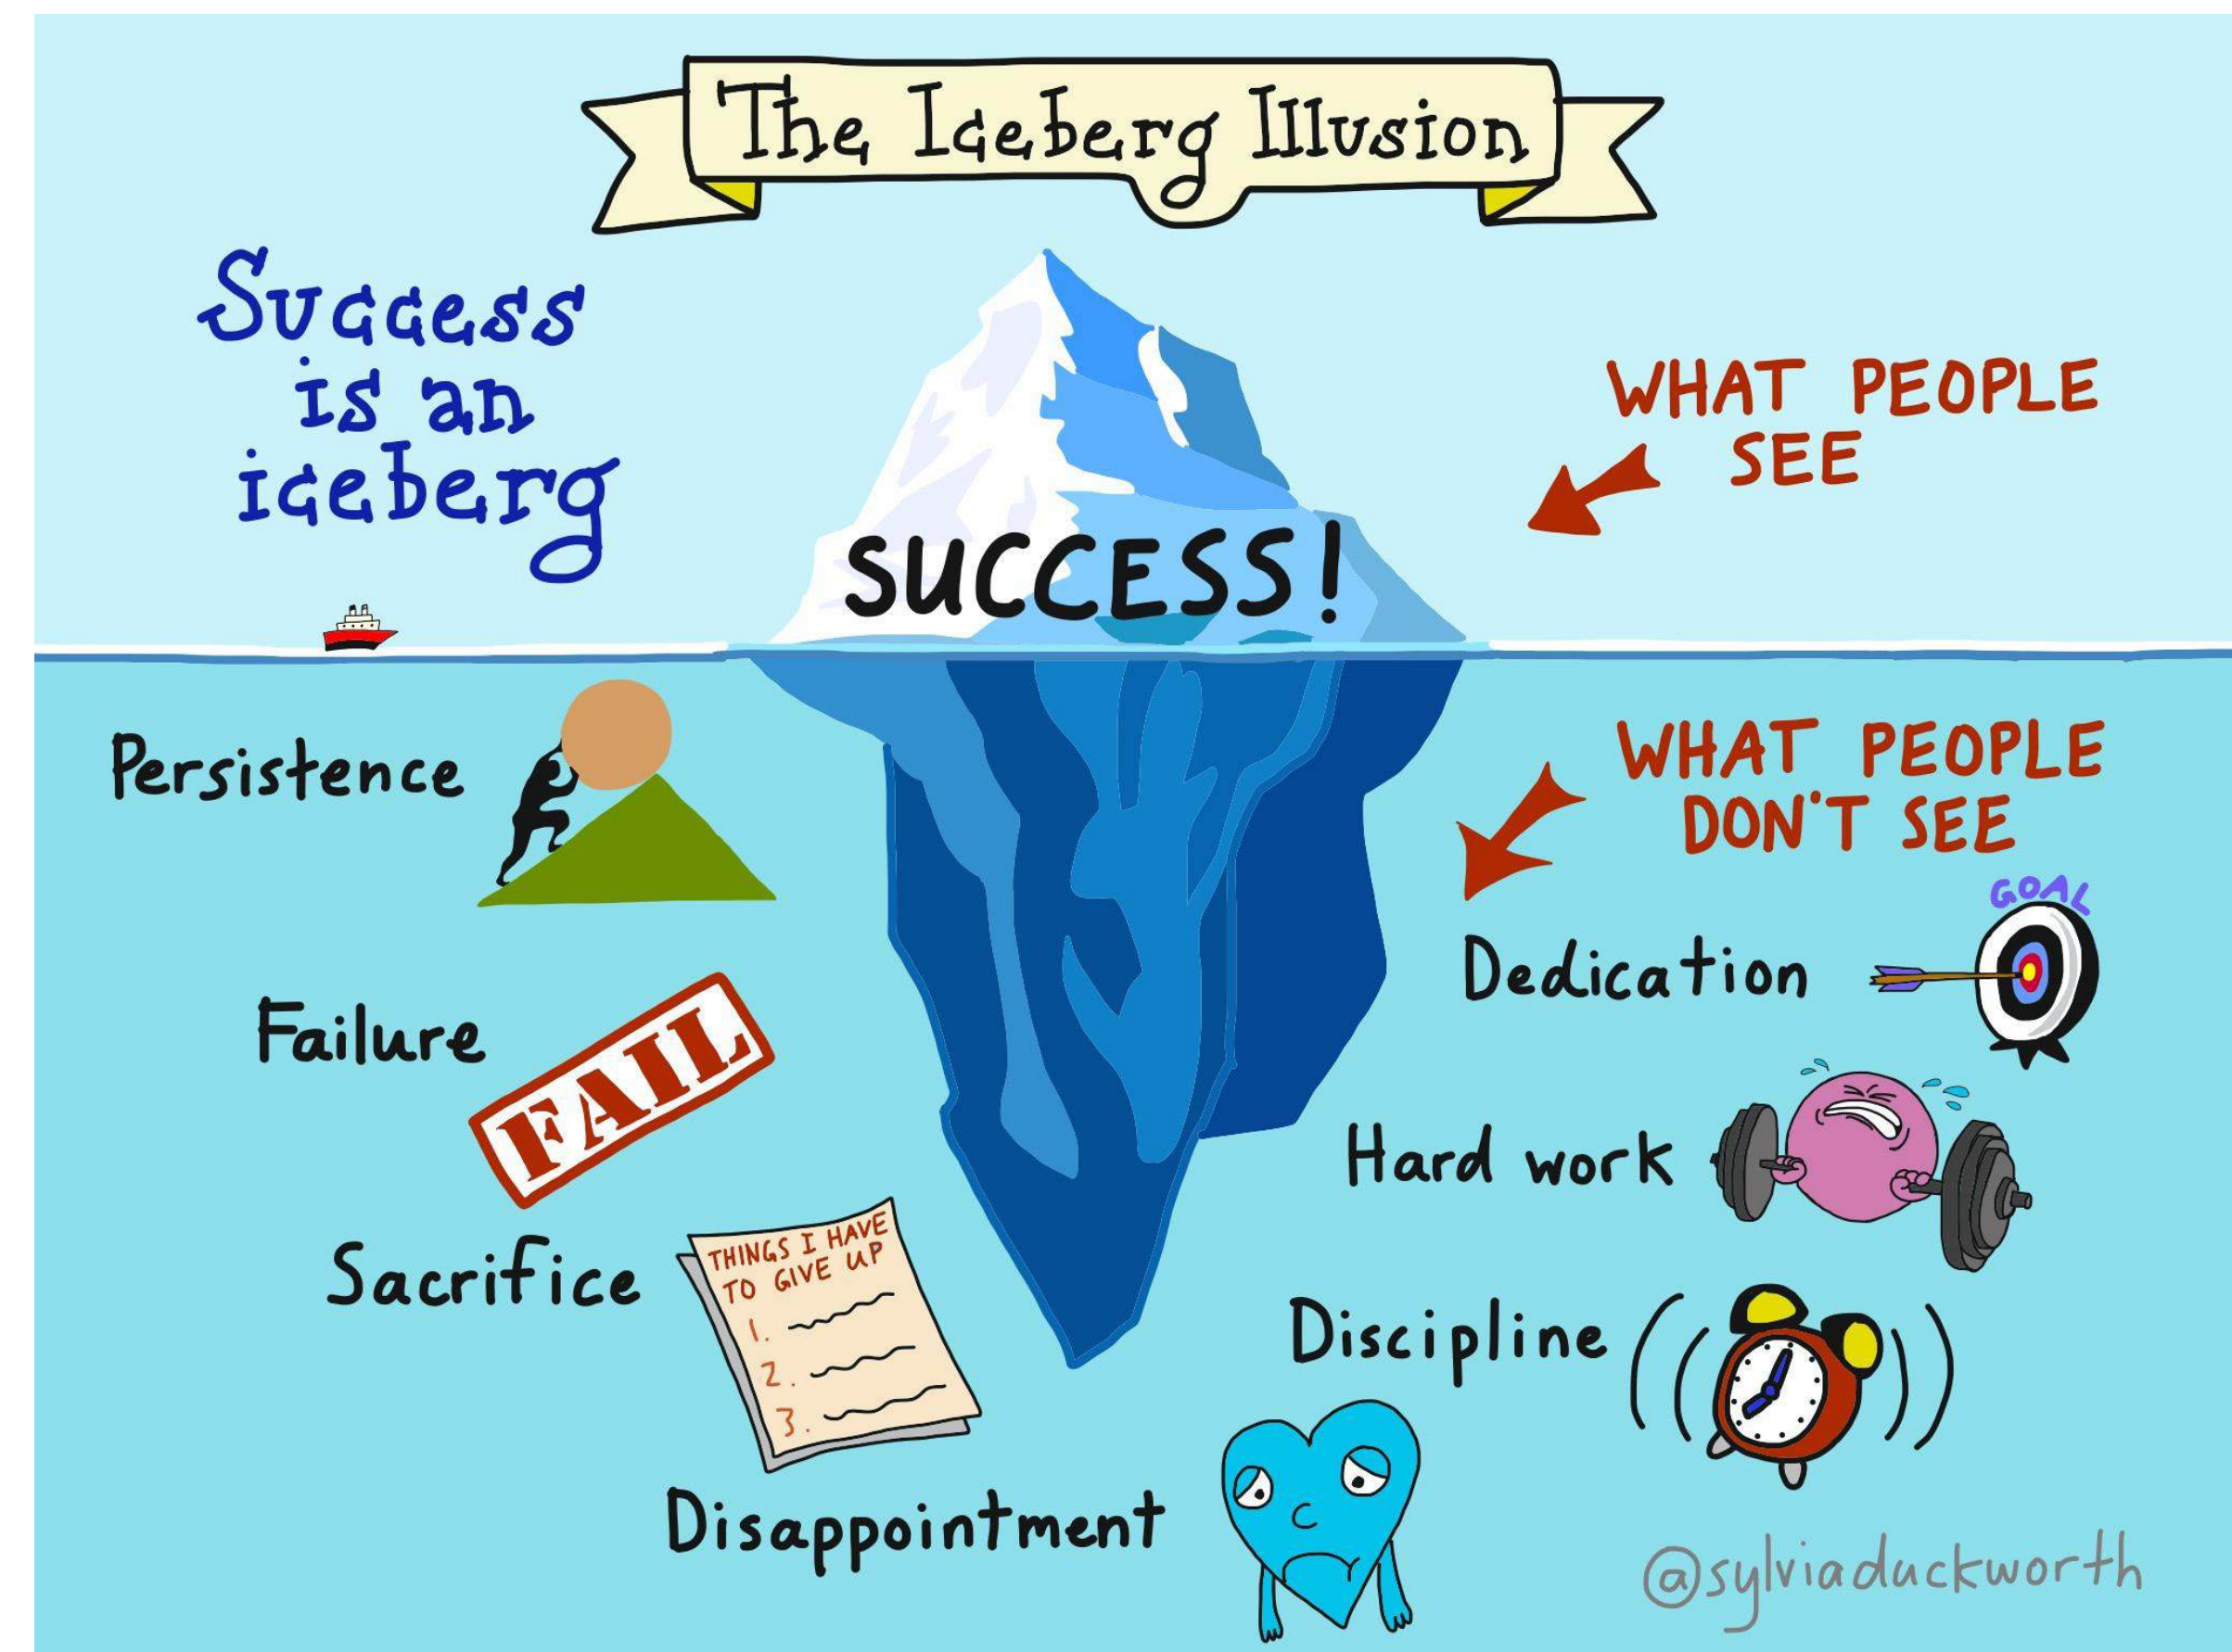 The Iceberg Illusion
Success
is an
iceberg
WHAT PEOPLE
SEE
SUCCESS!
WHAT PEOPLE
DON'T SEE
Persistence
GOAL
Dedication
Failure
FAIL
Hard work
Sacrifice
THINGS I HAVE
TO GIVE UP
1.
2.
3.
Discipline
Disappointment
@sylviaduckworth